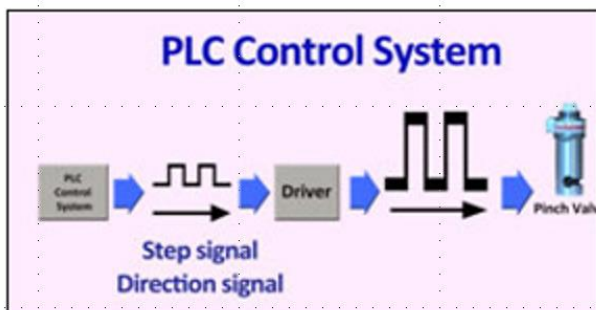 PLC Control System
PLC
Control
System
Driver
Step signal
Direction signal
Pinch Valv